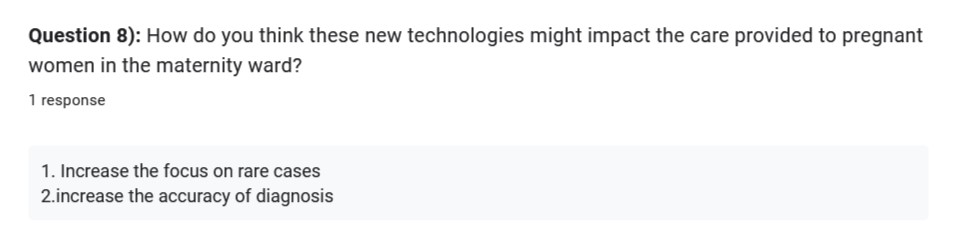 Question 8): How do you think these new technologies might impact the care provided to pregnant
women in the maternity ward?
1 response
1. Increase the focus on rare cases
2.increase the accuracy of diagnosis